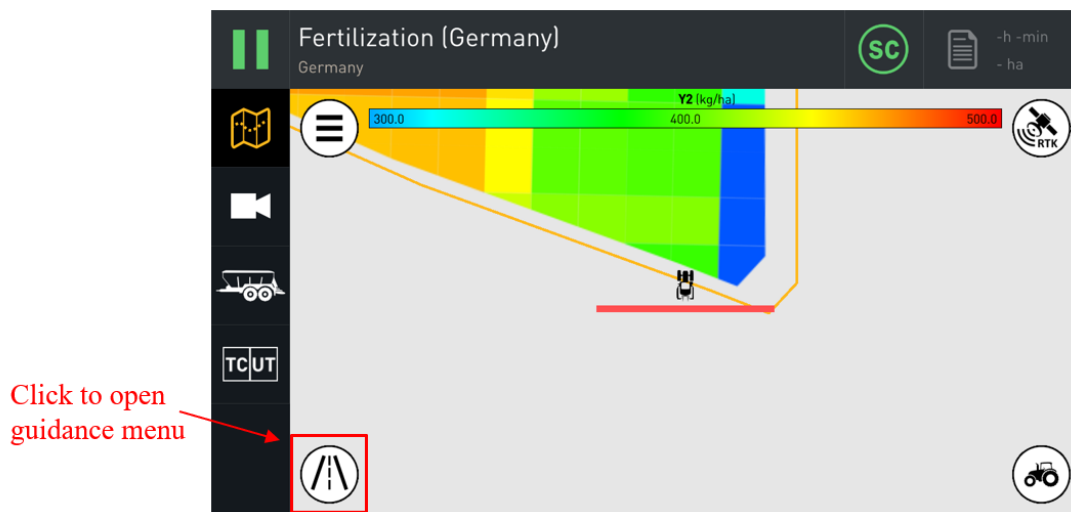 Fertilization (Germany)
Germany
SC
-h -min
- ha
Y2 (kg/ha)
300.0 400.0 500.0
RTK
TC UT
Click to open
guidance menu